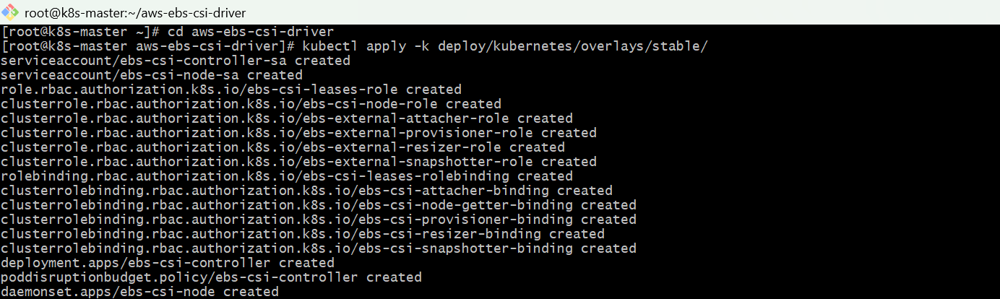 root@k8s-master:~/aws-ebs-csi-driver
[root@k8s-master ~]# cd aws-ebs-csi-driver
[root@k8s-master aws-ebs-csi-driver]# kubectl apply -k deploy/kubernetes/overlays/stable/
serviceaccount/ebs-csi-controller-sa created
serviceaccount/ebs-csi-node-sa created
role.rbac.authorization.k8s.io/ebs-csi-leases-role created
clusterrole.rbac.authorization.k8s.io/ebs-csi-node-role created
clusterrole.rbac.authorization.k8s.io/ebs-external-attacher-role created
clusterrole.rbac.authorization.k8s.io/ebs-external-provisioner-role created
clusterrole.rbac.authorization.k8s.io/ebs-external-resizer-role created
clusterrole.rbac.authorization.k8s.io/ebs-external-snapshotter-role created
rolebinding.rbac.authorization.k8s.io/ebs-csi-leases-rolebinding created
clusterrolebinding.rbac.authorization.k8s.io/ebs-csi-attacher-binding created
clusterrolebinding.rbac.authorization.k8s.io/ebs-csi-node-getter-binding created
clusterrolebinding.rbac.authorization.k8s.io/ebs-csi-provisioner-binding created
clusterrolebinding.rbac.authorization.k8s.io/ebs-csi-resizer-binding created
clusterrolebinding.rbac.authorization.k8s.io/ebs-csi-snapshotter-binding created
deployment.apps/ebs-csi-controller created
poddisruptionbudget.policy/ebs-csi-controller created
daemonset.apps/ebs-csi-node created